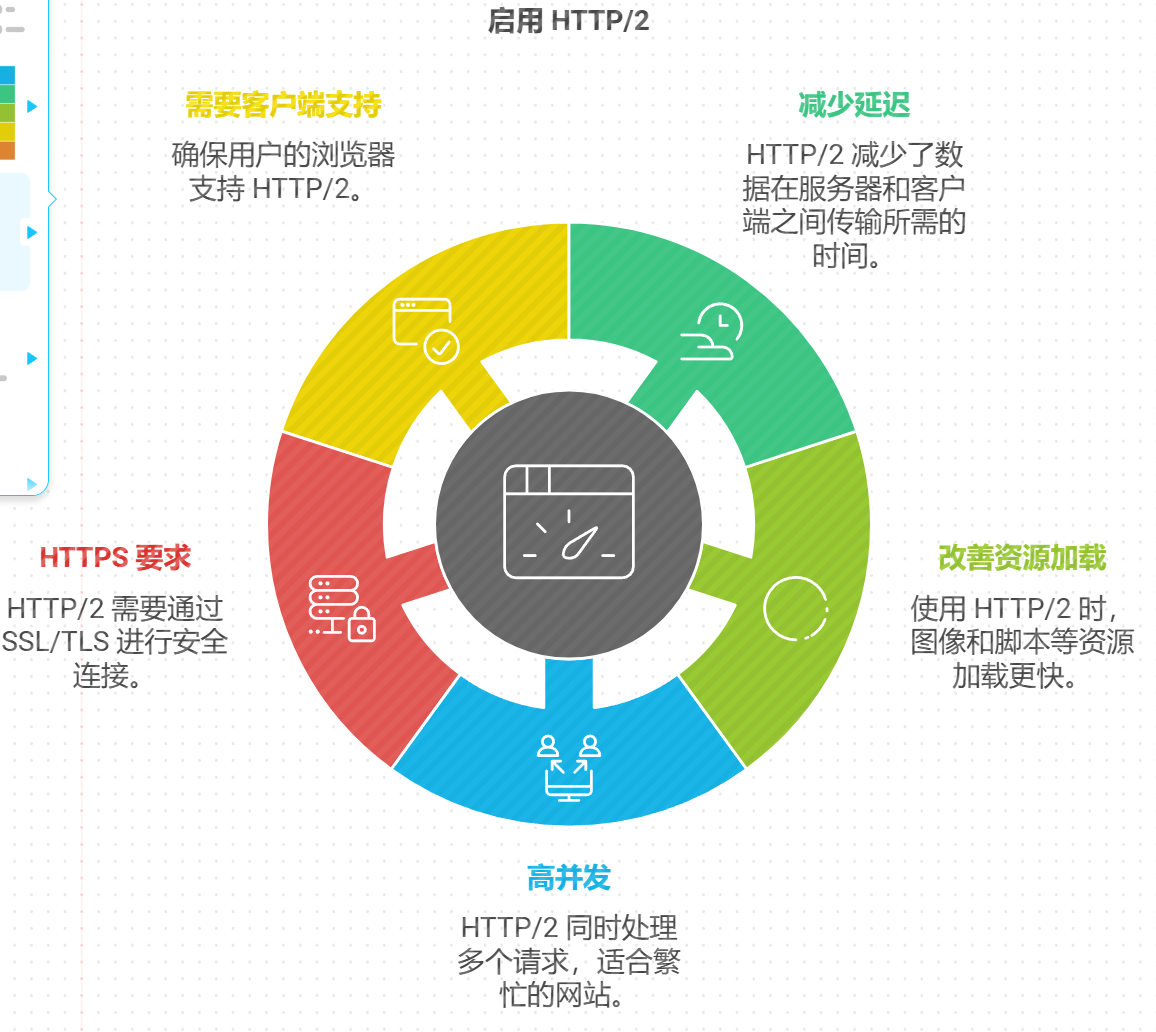 启用 HTTP/2
需要客户端支持
确保用户的浏览器
支持 HTTP/2。
减少延迟
HTTP/2 减少了数
据在服务器和客户
端之间传输所需的
时间。
HTTPS 要求
HTTP/2 需要通过
SSL/TLS 进行安全
连接。
改善资源加载
使用 HTTP/2 时，
图像和脚本等资源
加载更快。
高并发
HTTP/2 同时处理
多个请求，适合繁
忙的网站。